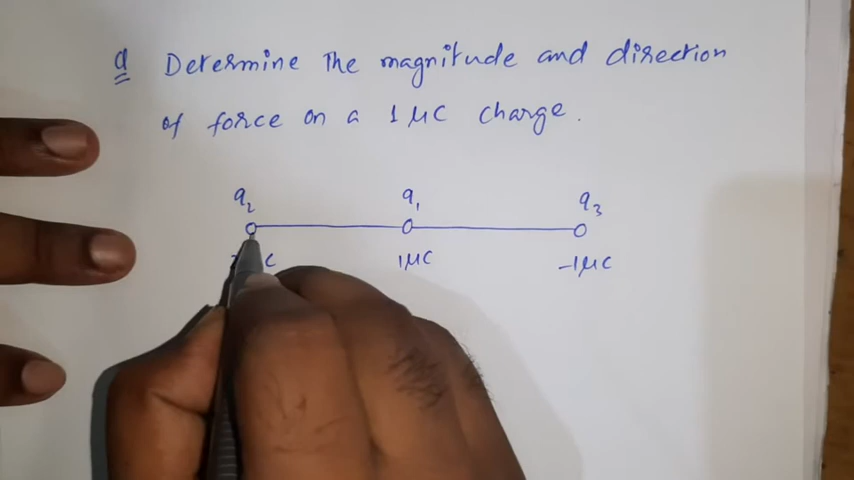 Q Determine the magnitude and direction
of force on a 1 μC charge.
q2 q1 q3
C 1μC -1μC